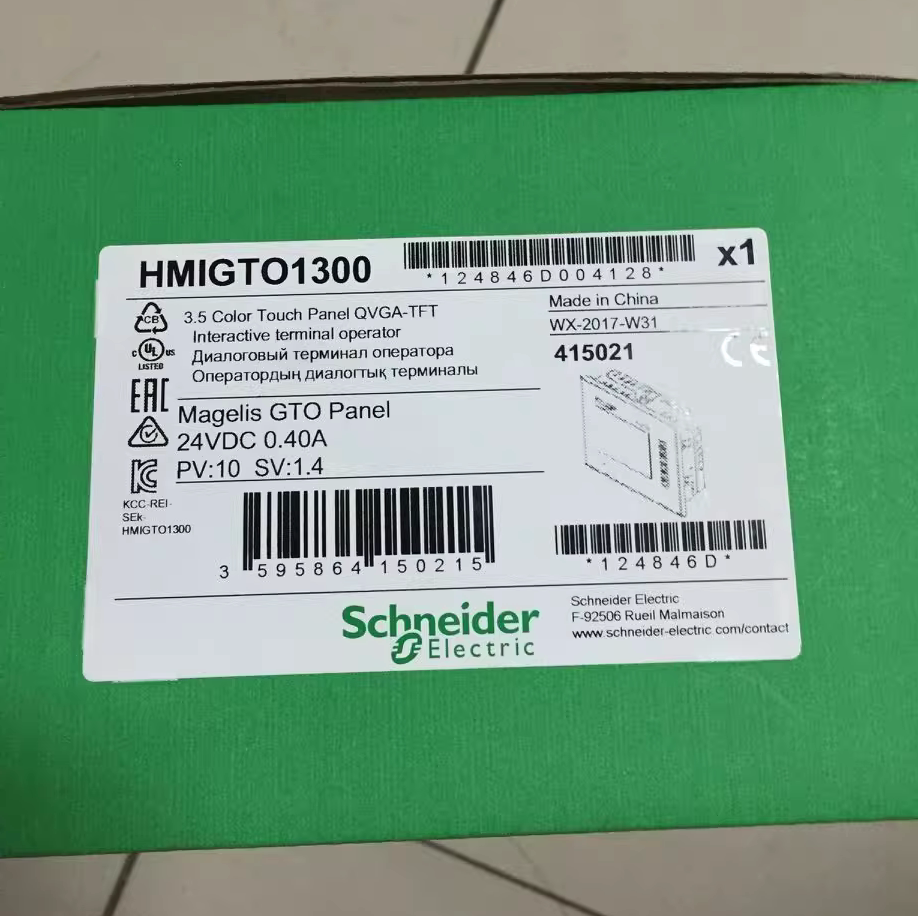 HMIGTO1300
*124846D004128*
x1
3.5 Color Touch Panel QVGA-TFT
Interactive terminal operator
Диалоговый терминал оператора
Оператордың диалогтық терминалы
Made in China
WX-2017-W31
415021
CE
CB
c UL us
LISTED
EAC
Magelis GTO Panel
24VDC 0.40A
PV:10 SV:1.4
KCC-REI-
SEk-
HMIGTO1300
3 595864 150215
*124846D*
Schneider
Electric
Schneider Electric
F-92506 Rueil Malmaison
www.schneider-electric.com/contact